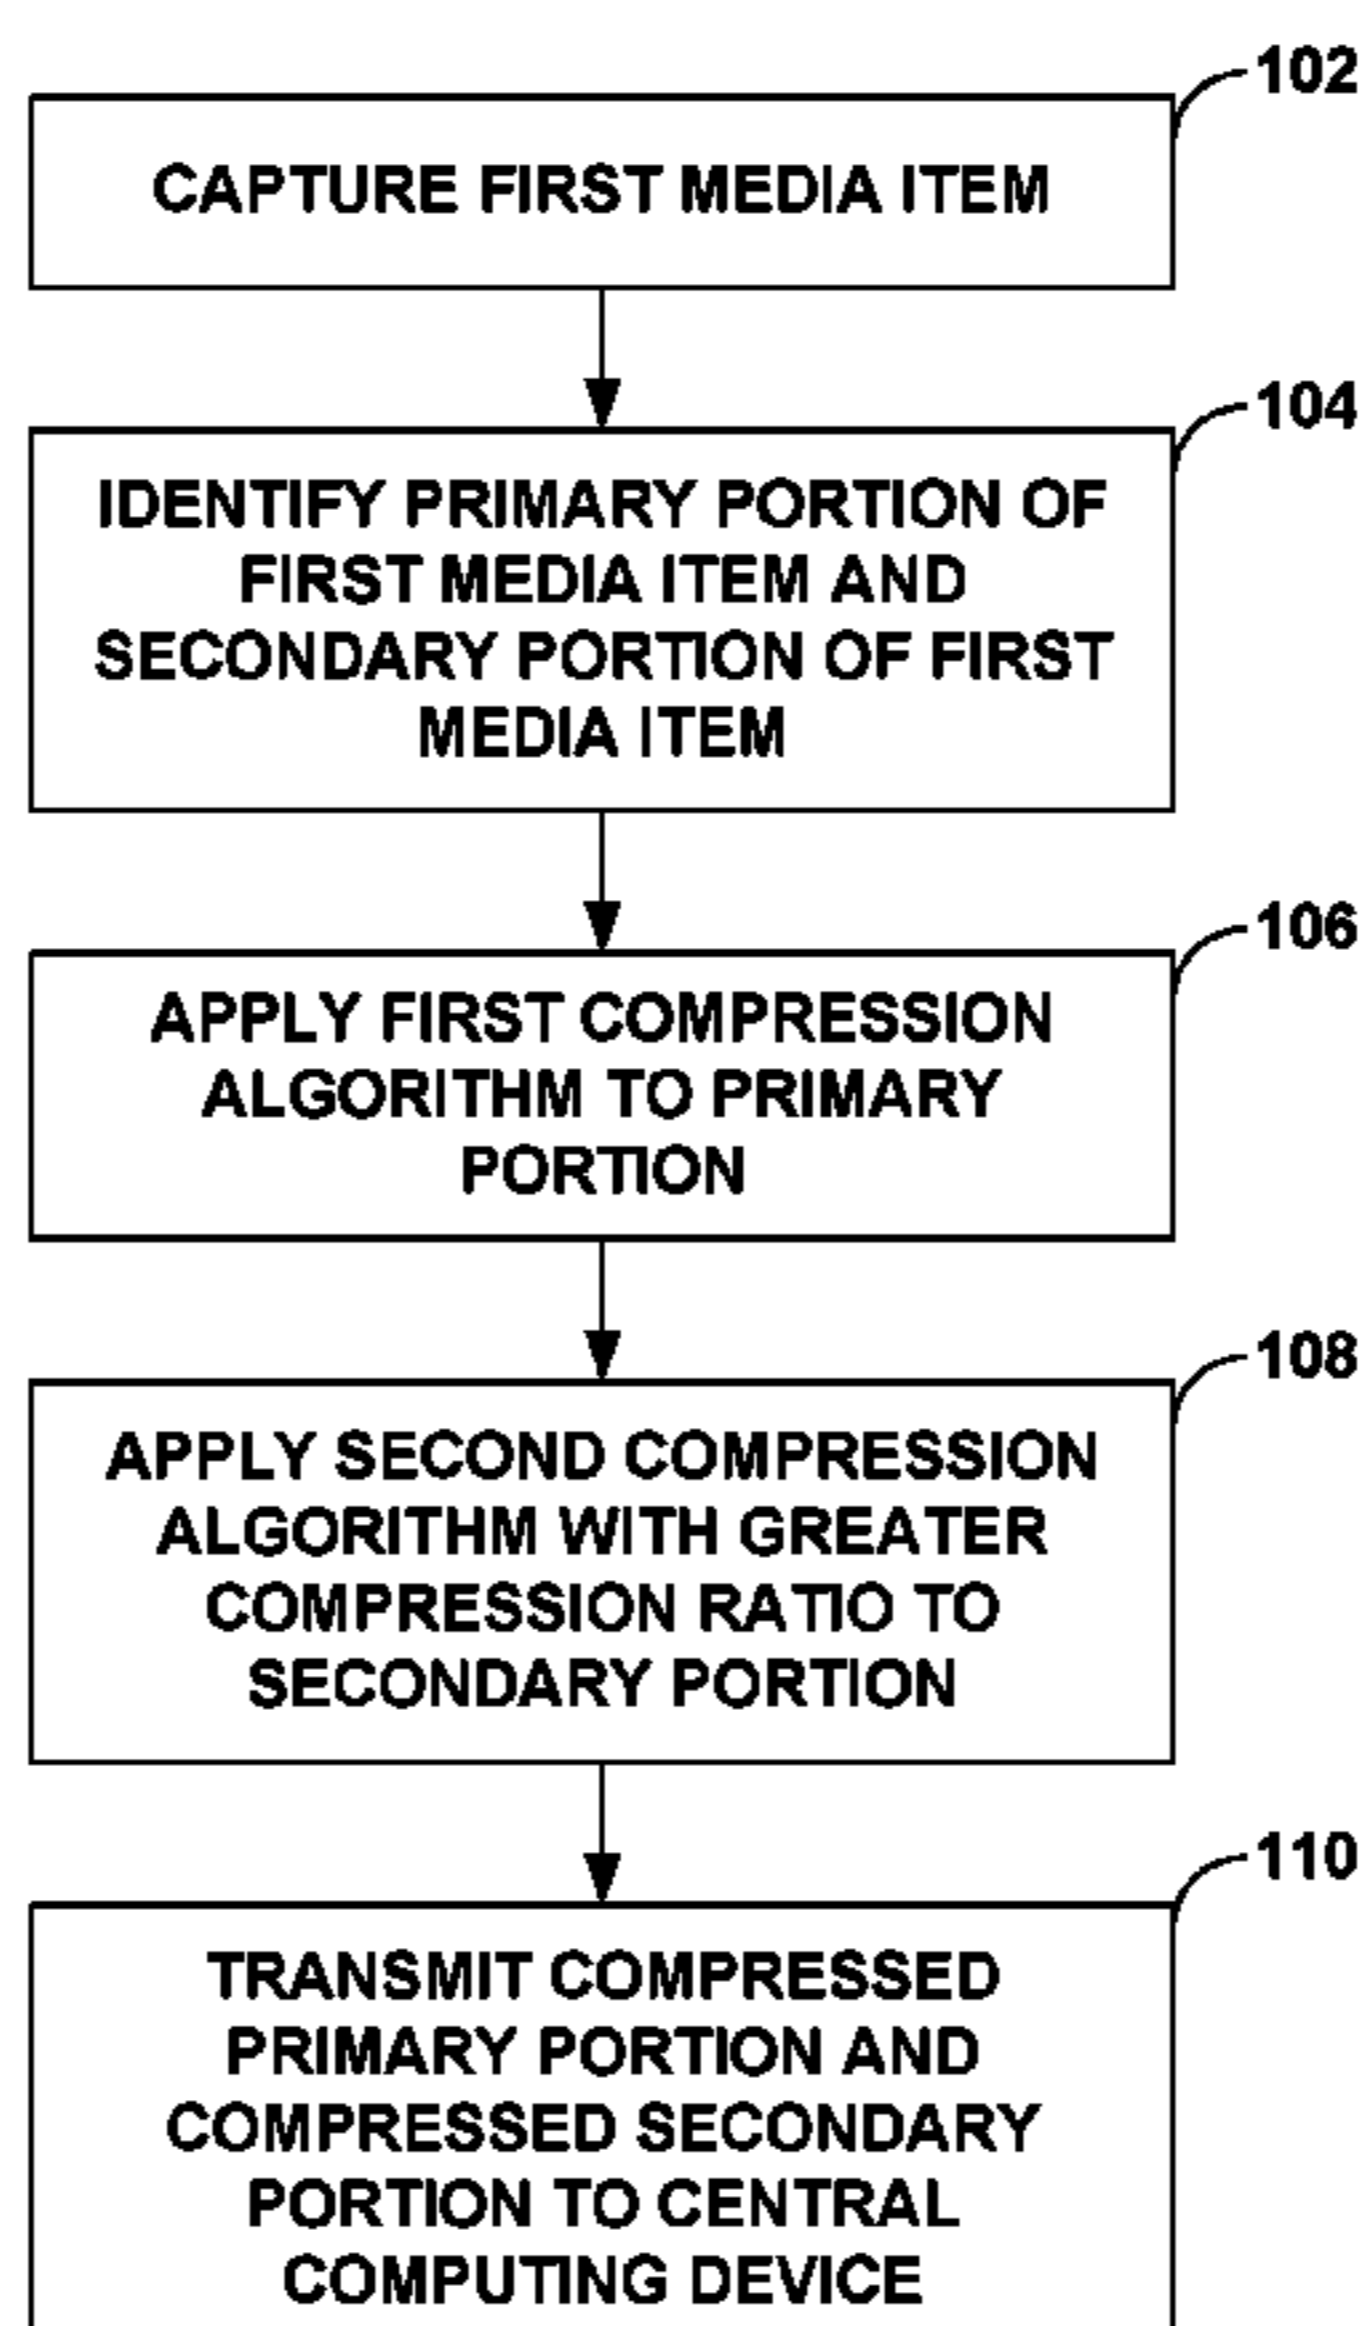 102
CAPTURE FIRST MEDIA ITEM
104
IDENTIFY PRIMARY PORTION OF
FIRST MEDIA ITEM AND
SECONDARY PORTION OF FIRST
MEDIA ITEM
106
APPLY FIRST COMPRESSION
ALGORITHM TO PRIMARY
PORTION
108
APPLY SECOND COMPRESSION
ALGORITHM WITH GREATER
COMPRESSION RATIO TO
SECONDARY PORTION
110
TRANSMIT COMPRESSED
PRIMARY PORTION AND
COMPRESSED SECONDARY
PORTION TO CENTRAL
COMPUTING DEVICE